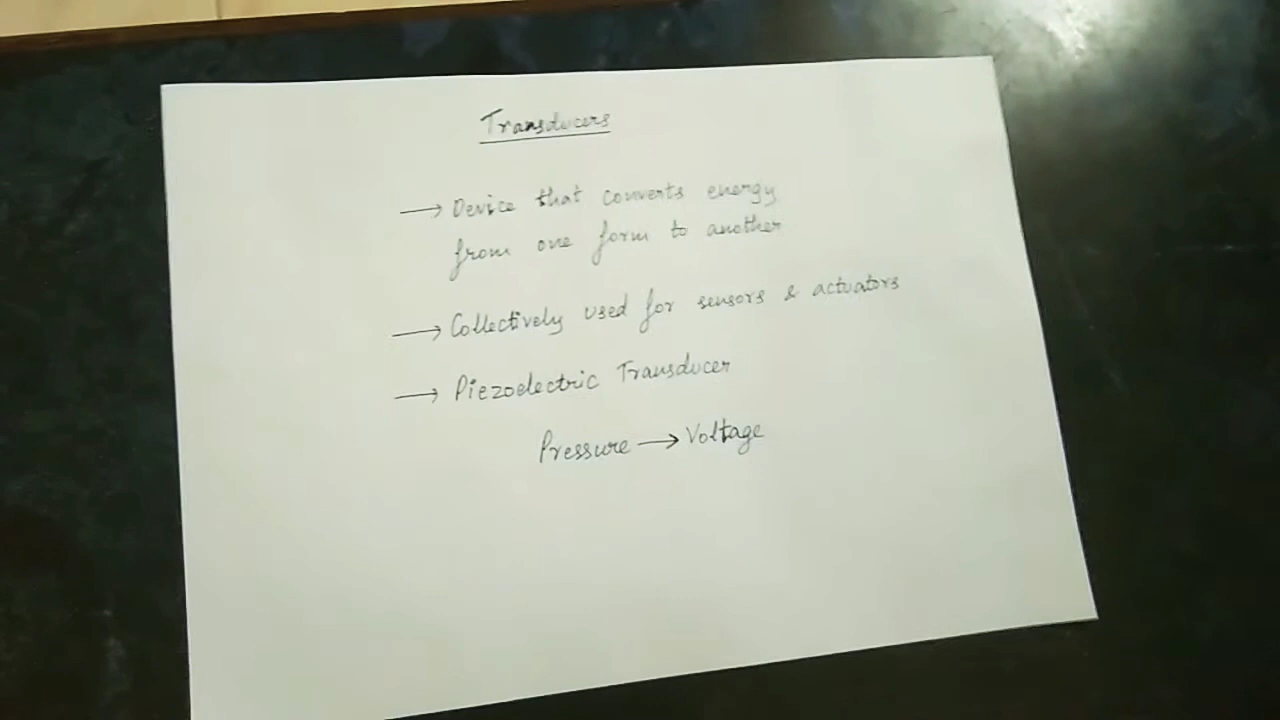 Transducers
→ Device that converts energy
from one form to another
→ Collectively used for sensors & actuators
→ Piezoelectric Transducer
Pressure → Voltage